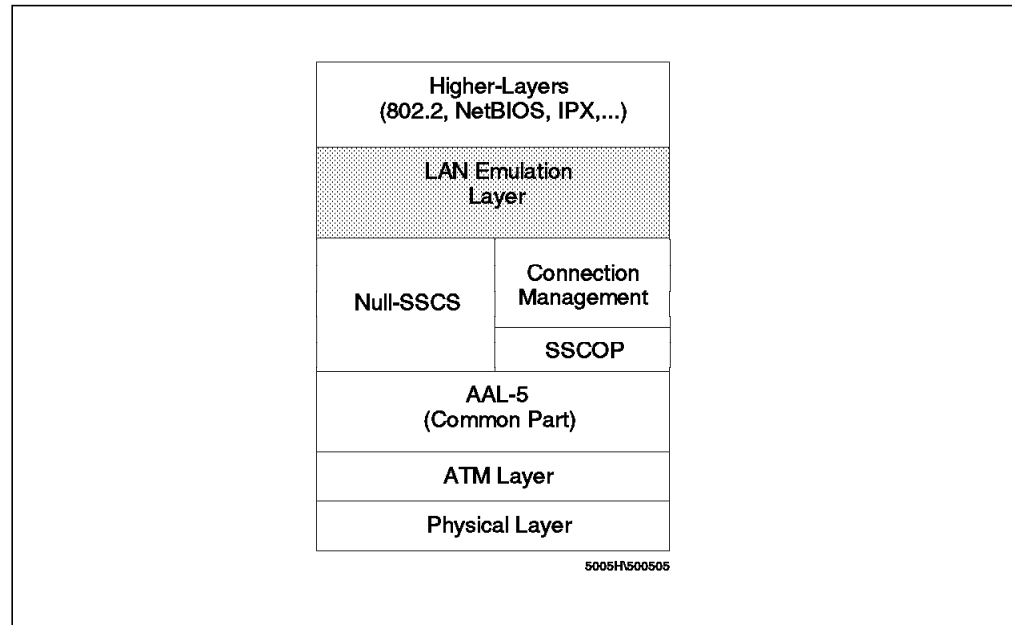 Higher-Layers
(802.2, NetBIOS, IPX,...)
LAN Emulation
Layer
Null-SSCS
Connection
Management
SSCOP
AAL-5
(Common Part)
ATM Layer
Physical Layer
5005H\500505